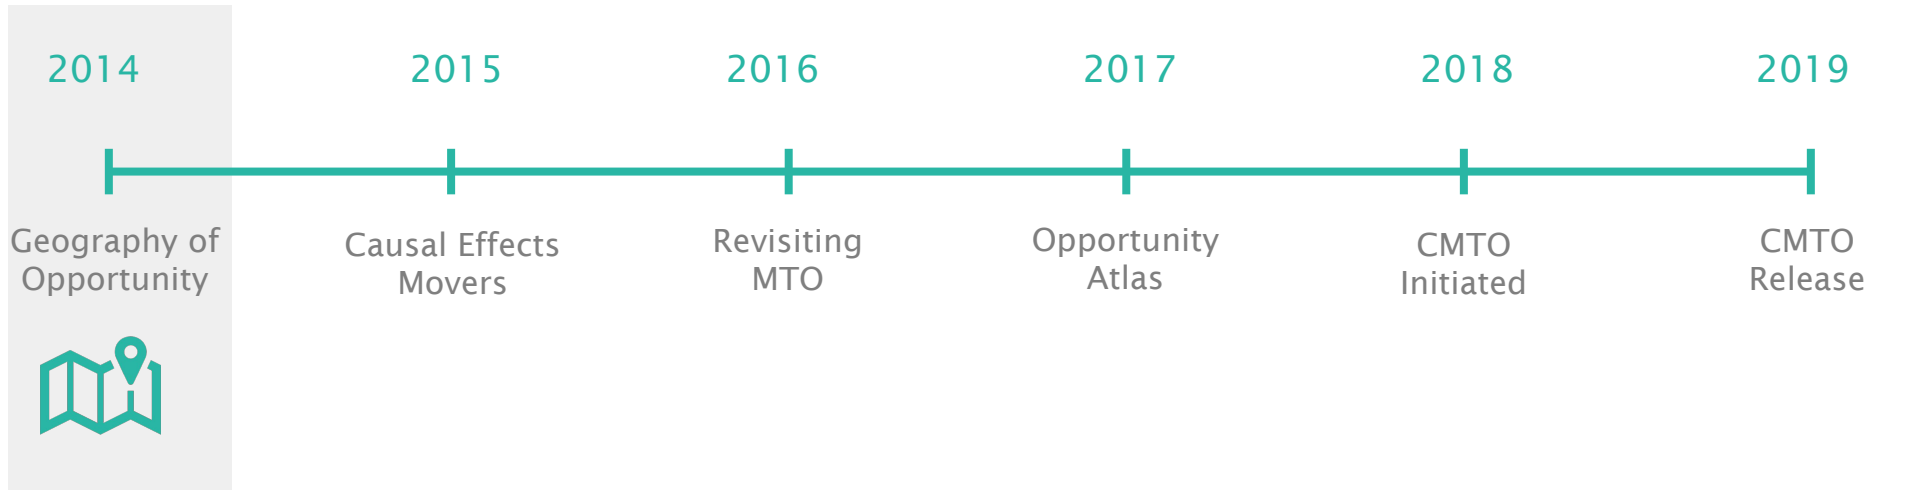 2014
2015
2016
2017
2018
2019
Geography of
Opportunity
Causal Effects
Movers
Revisiting
MTO
Opportunity
Atlas
CMTO
Initiated
CMTO
Release